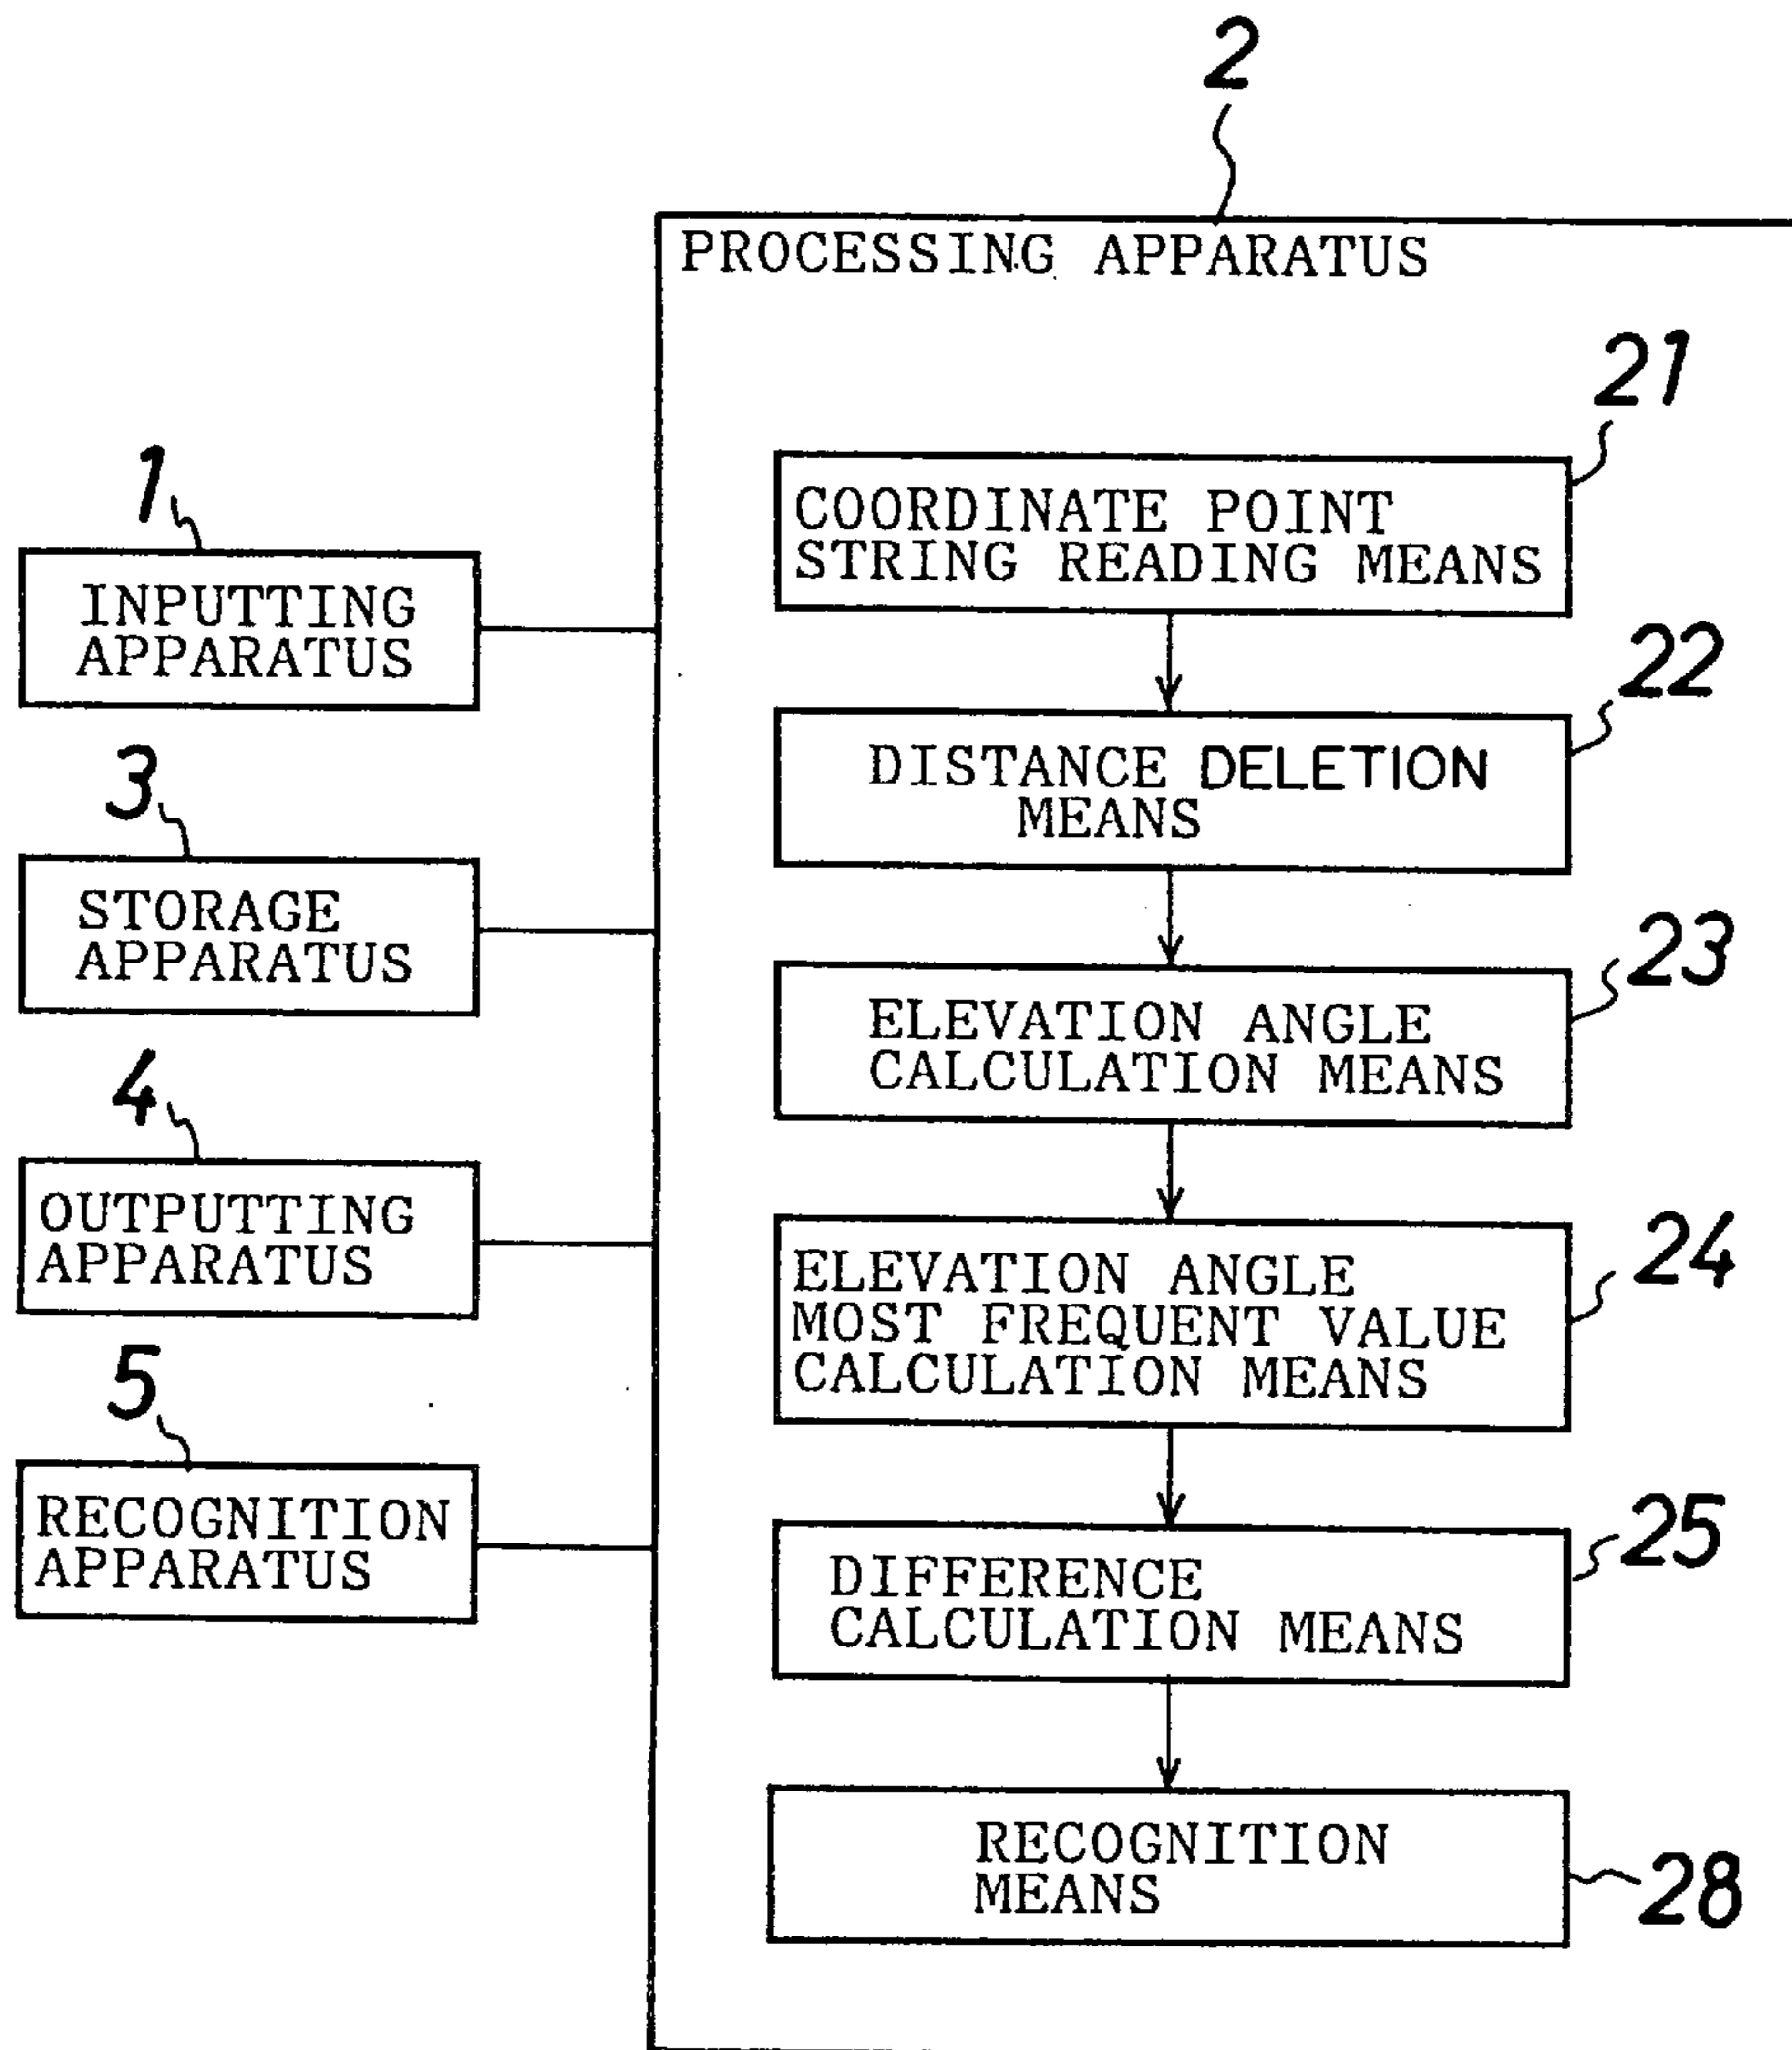 2
PROCESSING APPARATUS
21
COORDINATE POINT
STRING READING MEANS
22
DISTANCE DELETION
MEANS
23
ELEVATION ANGLE
CALCULATION MEANS
24
ELEVATION ANGLE
MOST FREQUENT VALUE
CALCULATION MEANS
25
DIFFERENCE
CALCULATION MEANS
28
RECOGNITION
MEANS
1
INPUTTING
APPARATUS
3
STORAGE
APPARATUS
4
OUTPUTTING
APPARATUS
5
RECOGNITION
APPARATUS